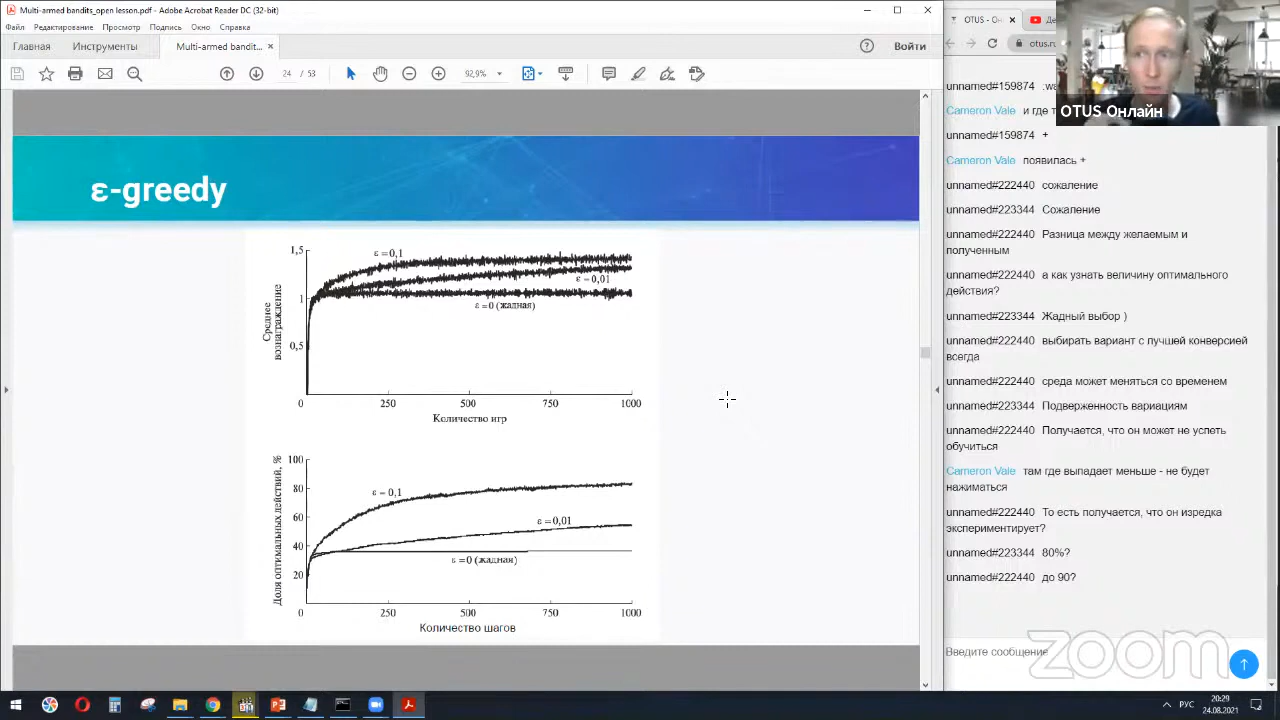 Multi-armed bandits_open lesson.pdf - Adobe Acrobat Reader DC (32-bit)
Файл Редактирование Просмотр Подпись Окно Справка
Главная Инструменты Multi-armed bandit... Войти
24 / 53 92,9%
ε-greedy
1,5
1
0,5
0 250 500 750 1000
Среднее
вознаграждение
ε=0,1
ε=0,01
ε=0 (жадная)
Количество игр
100
80
60
40
20
0 250 500 750 1000
Доля оптимальных действий, %
ε=0,1
ε=0,01
ε=0 (жадная)
Количество шагов
OTUS - Он
otus.ru
OTUS Онлайн
unnamed#159874
Cameron Vale и где
unnamed#159874 +
Cameron Vale появилась +
unnamed#222440 сожаление
unnamed#223344 Сожаление
unnamed#222440 Разница между желаемым и
полученным
unnamed#222440 а как узнать величину оптимального
действия?
unnamed#223344 Жадный выбор )
unnamed#222440 выбирать вариант с лучшей конверсией
всегда
unnamed#222440 среда может меняться со временем
unnamed#223344 Подверженность вариациям
unnamed#222440 Получается, что он может не успеть
обучиться
Cameron Vale там где выпадает меньше - не будет
нажиматься
unnamed#222440 То есть получается, что он изредка
экспериментирует?
unnamed#223344 80%?
unnamed#222440 до 90?
Введите сообщение
zoom
РУС
20:29
24.08.2021